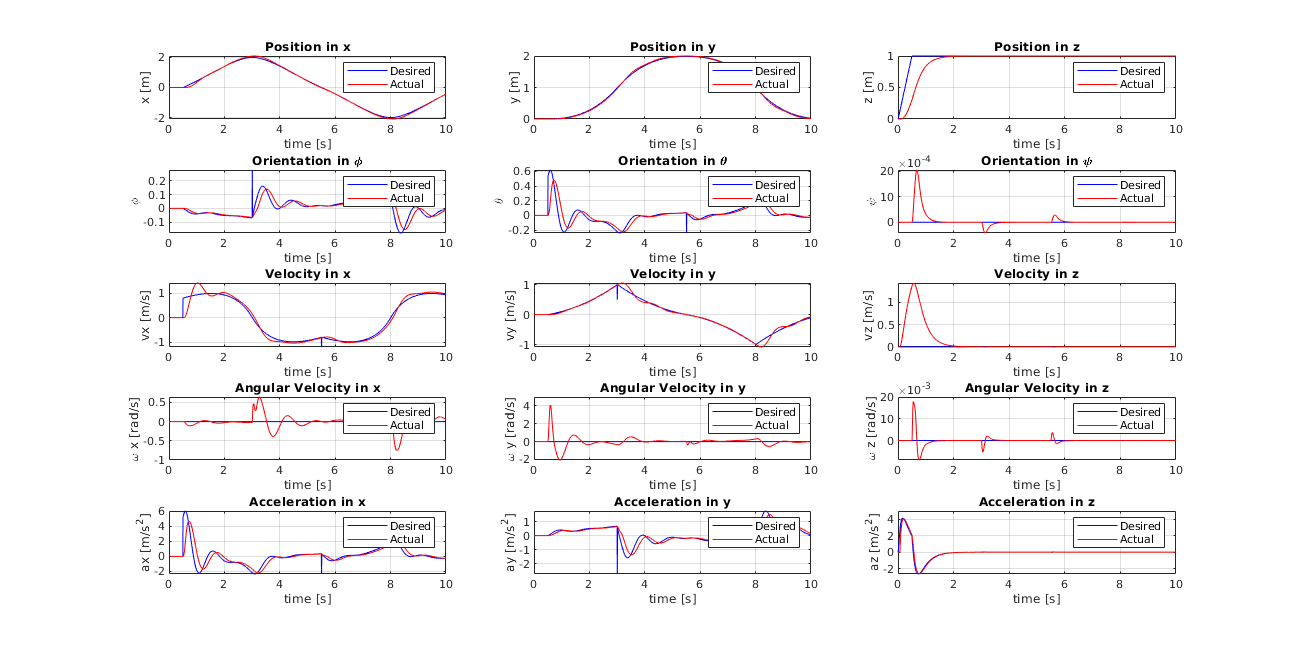 Position in x
x [m]
2
0
-2
0 2 4 6 8 10
time [s]
Desired
Actual
Position in y
y [m]
2
1
0
0 2 4 6 8 10
time [s]
Desired
Actual
Position in z
z [m]
1
0.5
0
0 2 4 6 8 10
time [s]
Desired
Actual
Orientation in ϕ
ϕ
0.2
0.1
0
-0.1
0 2 4 6 8 10
time [s]
Desired
Actual
Orientation in θ
θ
0.6
0.4
0.2
0
-0.2
0 2 4 6 8 10
time [s]
Desired
Actual
×10⁻⁴
Orientation in ψ
ψ
20
10
0
0 2 4 6 8 10
time [s]
Desired
Actual
Velocity in x
vx [m/s]
1
0
-1
0 2 4 6 8 10
time [s]
Desired
Actual
Velocity in y
vy [m/s]
1
0
-1
0 2 4 6 8 10
time [s]
Desired
Actual
Velocity in z
vz [m/s]
1
0.5
0
0 2 4 6 8 10
time [s]
Desired
Actual
Angular Velocity in x
ω x [rad/s]
0.5
0
-0.5
-1
0 2 4 6 8 10
time [s]
Desired
Actual
Angular Velocity in y
ω y [rad/s]
4
2
0
-2
0 2 4 6 8 10
time [s]
Desired
Actual
×10⁻³
Angular Velocity in z
ω z [rad/s]
20
10
0
0 2 4 6 8 10
time [s]
Desired
Actual
Acceleration in x
ax [m/s²]
6
4
2
0
-2
0 2 4 6 8 10
time [s]
Desired
Actual
Acceleration in y
ay [m/s²]
1
0
-1
-2
0 2 4 6 8 10
time [s]
Desired
Actual
Acceleration in z
az [m/s²]
4
2
0
-2
0 2 4 6 8 10
time [s]
Desired
Actual